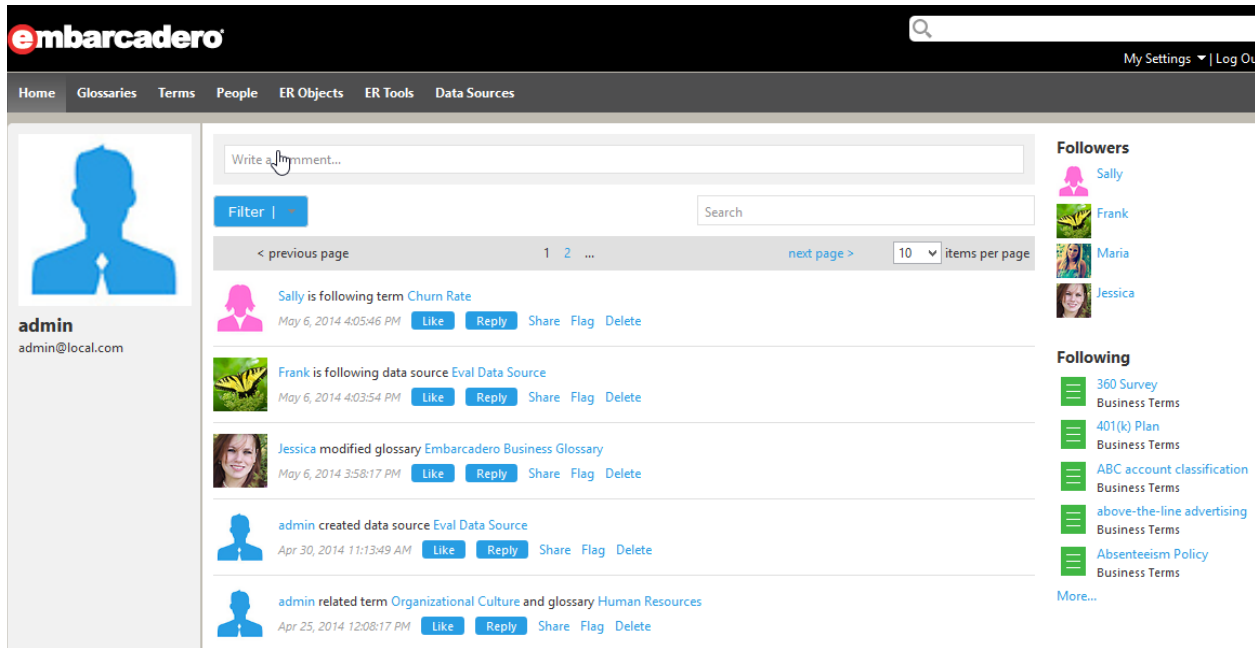 embarcadero
My Settings | Log Ou
Home Glossaries Terms People ER Objects ER Tools Data Sources
admin
admin@local.com
Write a comment...
Filter |
Search
< previous page 1 2 ... next page > 10 items per page
Sally is following term Churn Rate
May 6, 2014 4:05:46 PM Like Reply Share Flag Delete
Frank is following data source Eval Data Source
May 6, 2014 4:03:54 PM Like Reply Share Flag Delete
Jessica modified glossary Embarcadero Business Glossary
May 6, 2014 3:58:17 PM Like Reply Share Flag Delete
admin created data source Eval Data Source
Apr 30, 2014 11:13:49 AM Like Reply Share Flag Delete
admin related term Organizational Culture and glossary Human Resources
Apr 25, 2014 12:08:17 PM Like Reply Share Flag Delete
Followers
Sally
Frank
Maria
Jessica
Following
360 Survey
Business Terms
401(k) Plan
Business Terms
ABC account classification
Business Terms
above-the-line advertising
Business Terms
Absenteeism Policy
Business Terms
More...